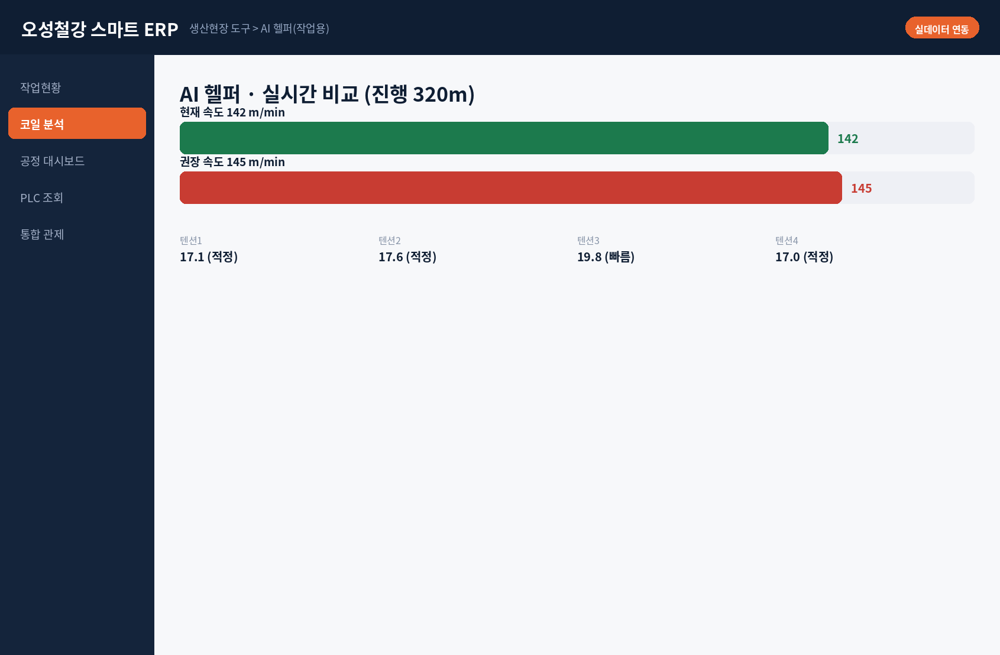 오성철강 스마트 ERP
생산현장 도구 > AI 헬퍼(작업용)
실데이터 연동
작업현황
코일 분석
공정 대시보드
PLC 조회
통합 관제
AI 헬퍼 · 실시간 비교 (진행 320m)
현재 속도 142 m/min
142
권장 속도 145 m/min
145
텐션1
17.1 (적정)
텐션2
17.6 (적정)
텐션3
19.8 (빠름)
텐션4
17.0 (적정)